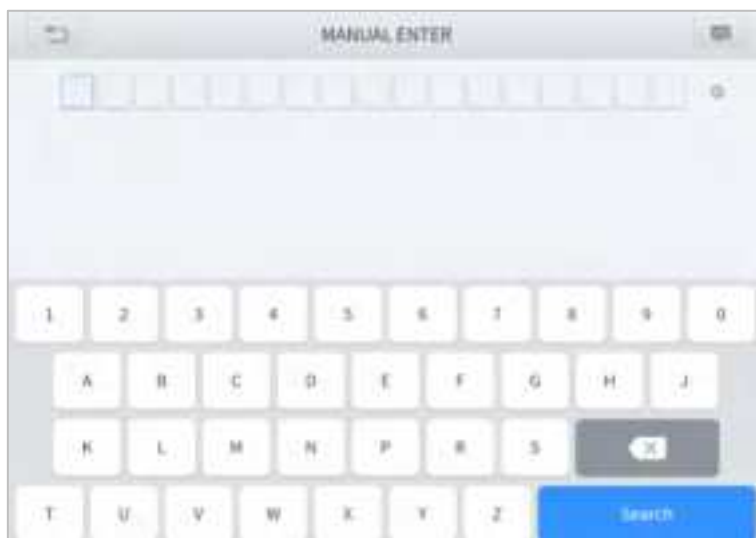 MANUAL ENTER
1 2 3 4 5 6 7 8 9 0
A B C D E F G H J
K L M N P R S
T U V W X Y Z Search